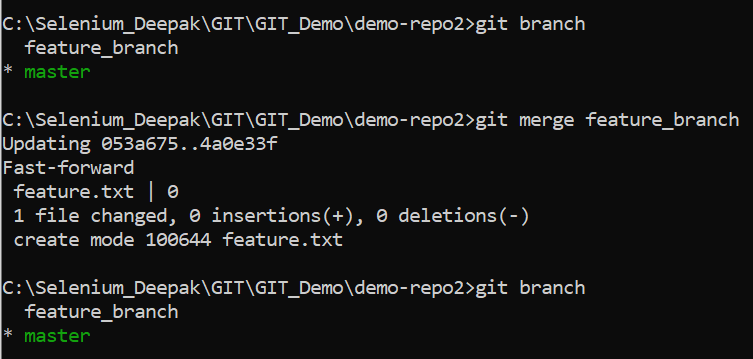 C:\Selenium_Deepak\GIT\GIT_Demo\demo-repo2>git branch
  feature_branch
* master
C:\Selenium_Deepak\GIT\GIT_Demo\demo-repo2>git merge feature_branch
Updating 053a675..4a0e33f
Fast-forward
 feature.txt | 0
 1 file changed, 0 insertions(+), 0 deletions(-)
 create mode 100644 feature.txt
C:\Selenium_Deepak\GIT\GIT_Demo\demo-repo2>git branch
  feature_branch
* master